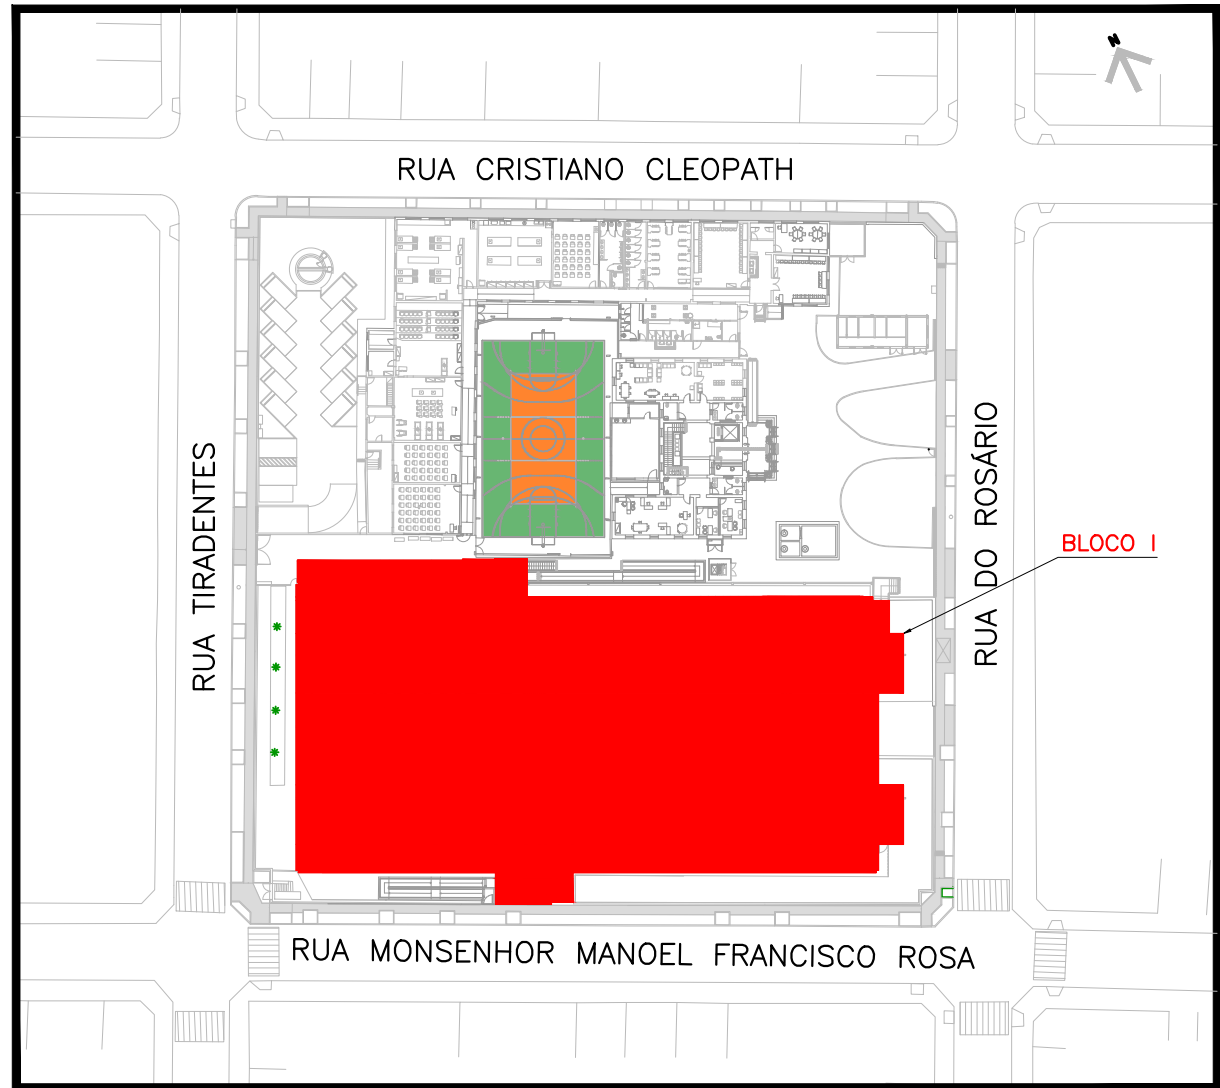 N
RUA CRISTIANO CLEOPATH
RUA TIRADENTES
RUA DO ROSÁRIO
BLOCO I
RUA MONSENHOR MANOEL FRANCISCO ROSA